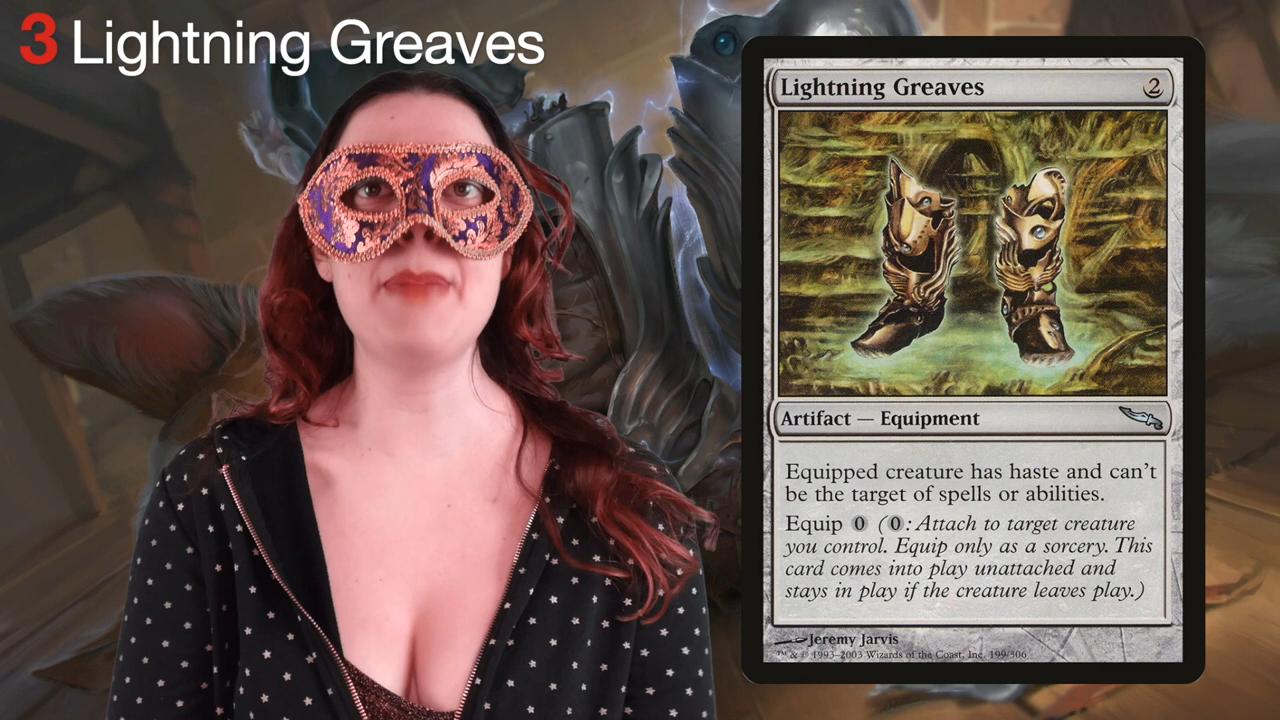 3 Lightning Greaves
Lightning Greaves 2
Artifact — Equipment
Equipped creature has haste and can't
be the target of spells or abilities.
Equip 0 (0: Attach to target creature
you control. Equip only as a sorcery. This
card comes into play unattached and
stays in play if the creature leaves play.)
Jeremy Jarvis
™ & © 1993–2003 Wizards of the Coast, Inc. 199/306